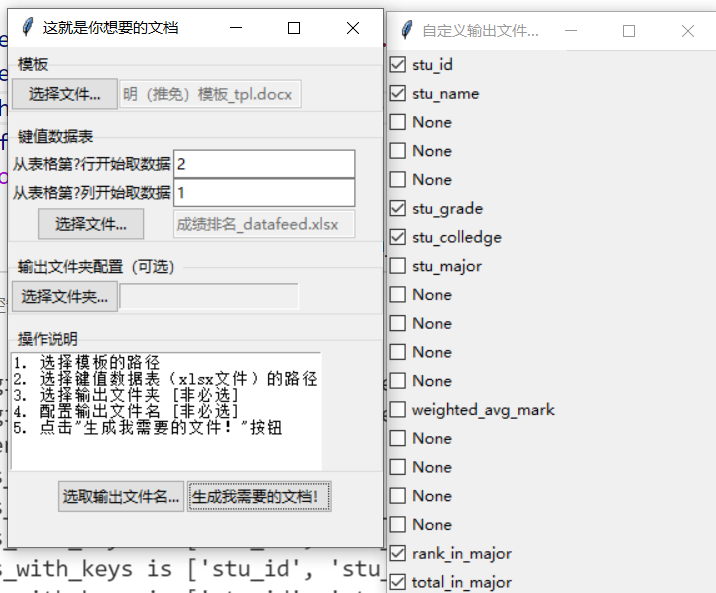 这就是你想要的文档
模板
选择文件...
明（推免）模板_tpl.docx
键值数据表
从表格第?行开始取数据 2
从表格第?列开始取数据 1
选择文件...
成绩排名_datafeed.xlsx
输出文件夹配置（可选）
选择文件夹...
操作说明
1. 选择模板的路径
2. 选择键值数据表（xlsx文件）的路径
3. 选择输出文件夹 [非必选]
4. 配置输出文件名 [非必选]
5. 点击"生成我需要的文件！"按钮
选取输出文件名...
生成我需要的文档！
自定义输出文件...
stu_id
stu_name
None
None
None
stu_grade
stu_colledge
stu_major
None
None
None
None
weighted_avg_mark
None
None
None
None
rank_in_major
total_in_major
s_with_keys is ['stu_id', 'stu_